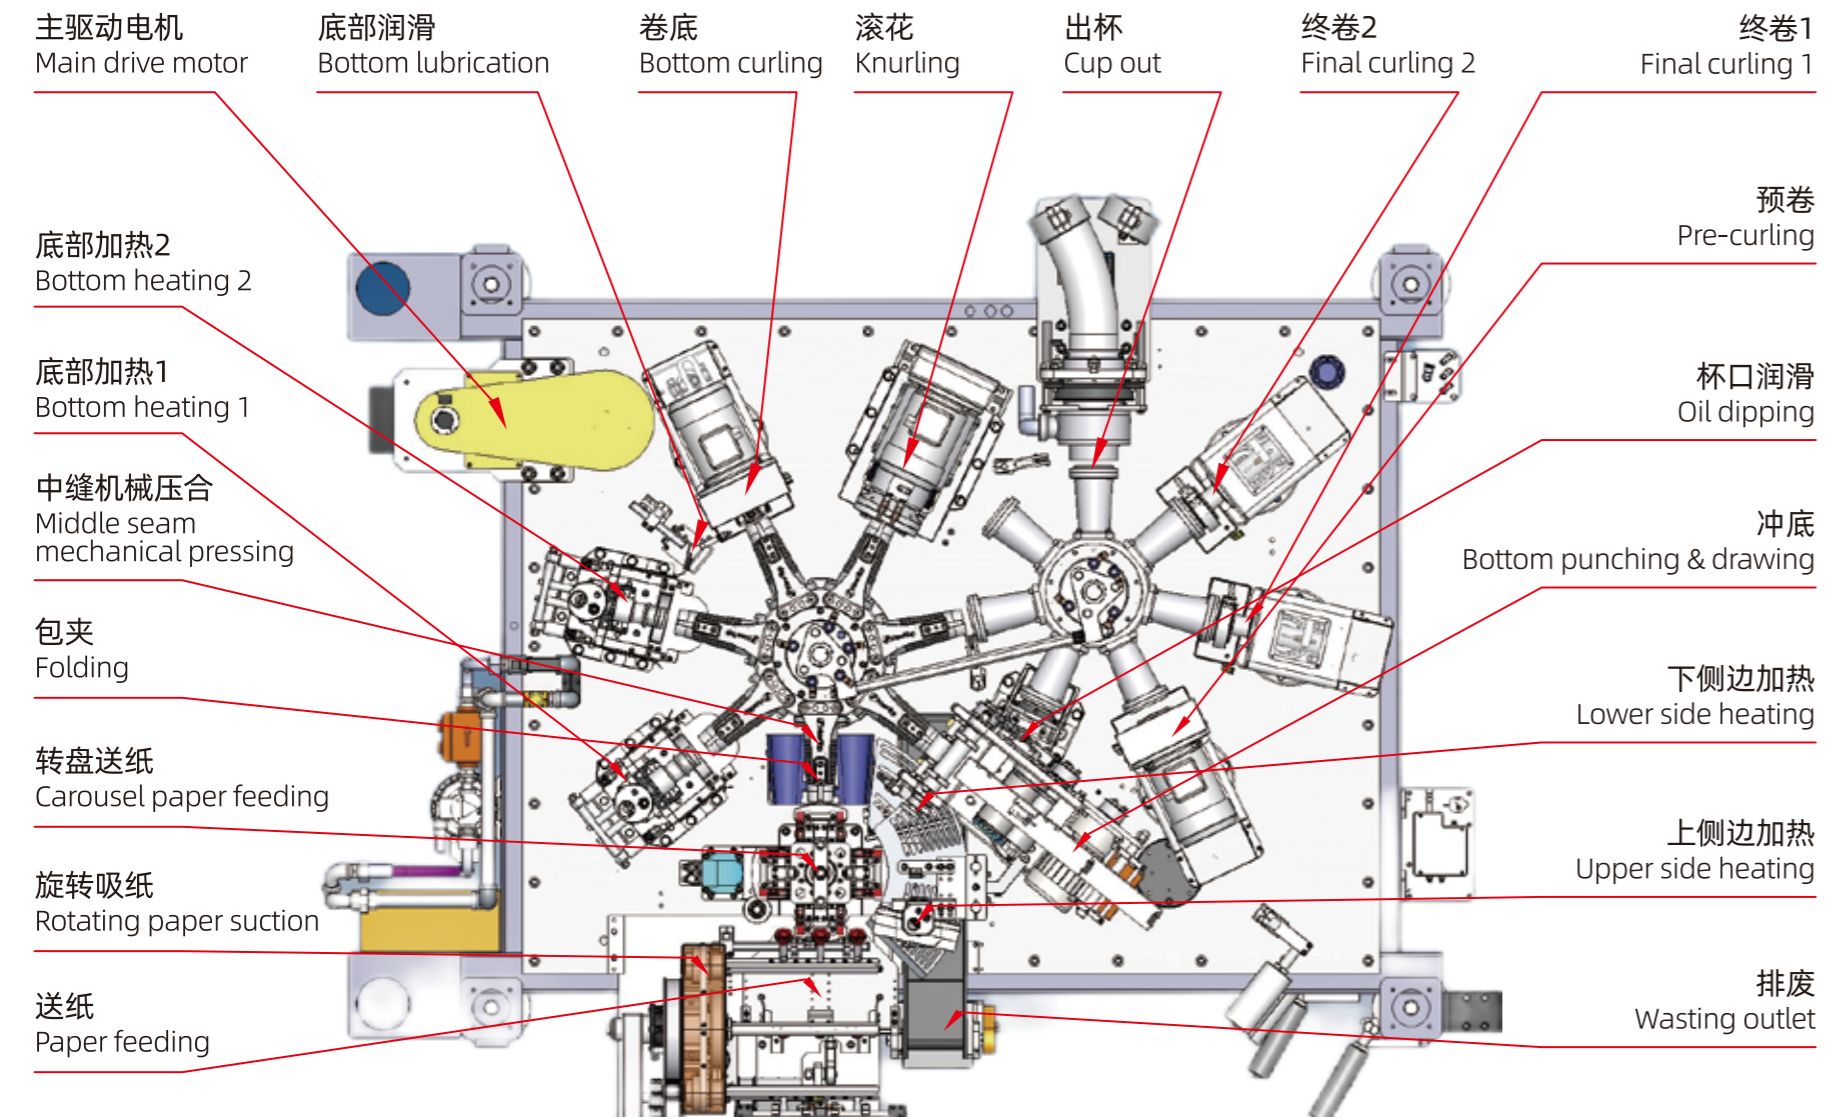 主驱动电机
Main drive motor
底部润滑
Bottom lubrication
卷底
Bottom curling
滚花
Knurling
出杯
Cup out
终卷2
Final curling 2
终卷1
Final curling 1
预卷
Pre-curling
底部加热2
Bottom heating 2
底部加热1
Bottom heating 1
杯口润滑
Oil dipping
中缝机械压合
Middle seam
mechanical pressing
冲底
Bottom punching & drawing
包夹
Folding
下侧边加热
Lower side heating
转盘送纸
Carousel paper feeding
上侧边加热
Upper side heating
旋转吸纸
Rotating paper suction
排废
Wasting outlet
送纸
Paper feeding